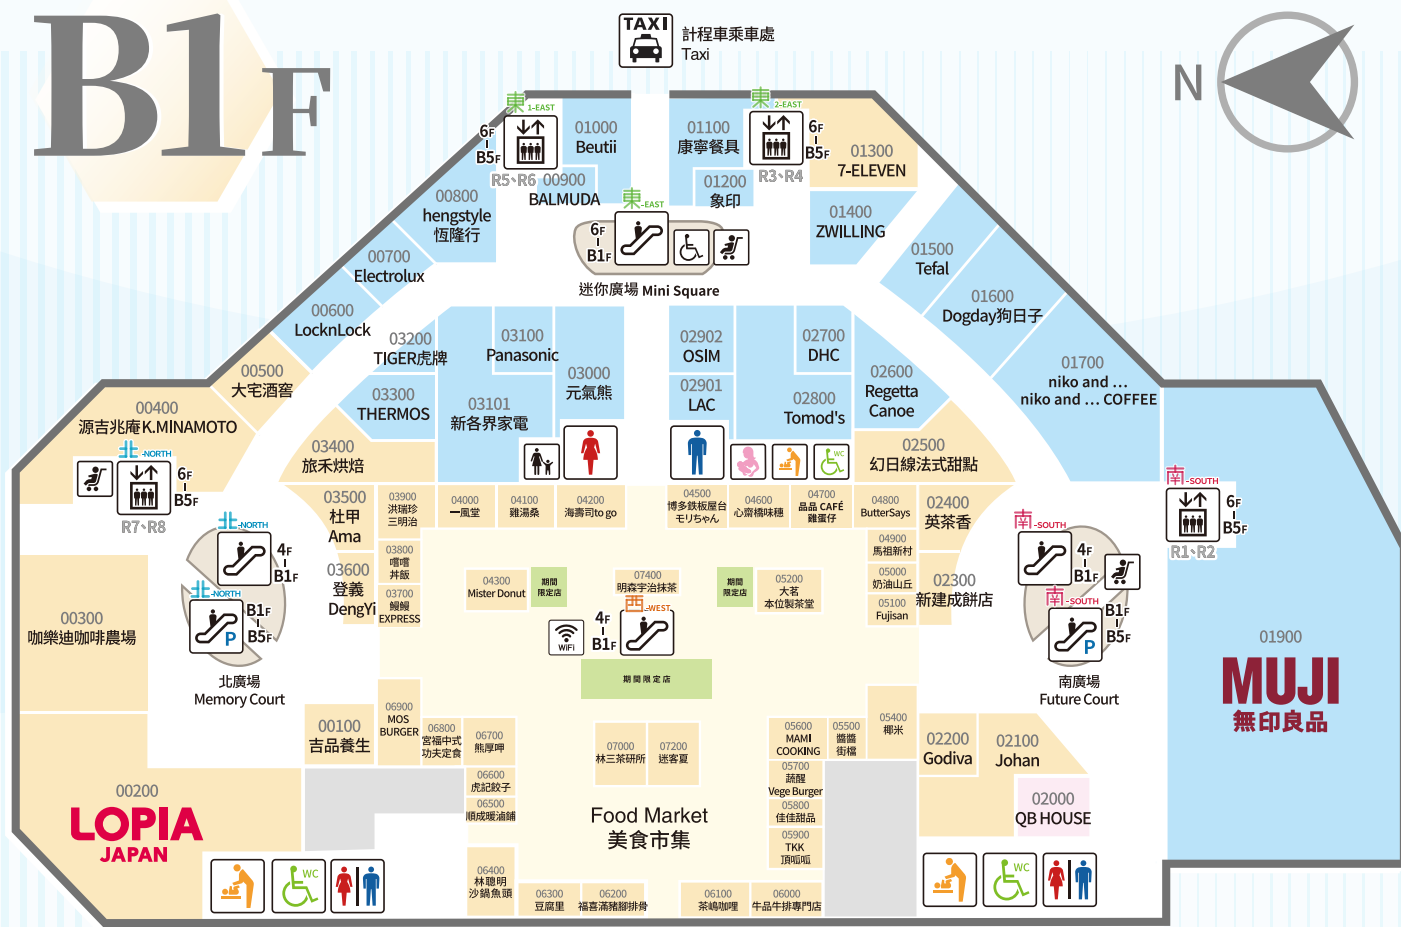 B1F
TAXI
計程車乘車處
Taxi
N
東 1-EAST
6F
B5F
R5、R6
01000
Beutii
00900
BALMUDA
01100
康寧餐具
01200
象印
東 2-EAST
6F
B5F
R3、R4
01300
7-ELEVEN
00800
hengstyle
恆隆行
東 -EAST
6F
B1F
迷你廣場 Mini Square
01400
ZWILLING
01500
Tefal
01600
Dogday狗日子
01700
niko and ...
niko and ... COFFEE
00700
Electrolux
00600
LocknLock
00500
大宅酒窖
00400
源吉兆庵K.MINAMOTO
北 -NORTH
6F
B5F
R7、R8
03200
TIGER虎牌
03300
THERMOS
03100
Panasonic
03101
新各界家電
03000
元氣熊
02902
OSIM
02901
LAC
02700
DHC
02800
Tomod's
02600
Regetta
Canoe
WC
03400
旅禾烘焙
02500
幻日線法式甜點
南 -SOUTH
6F
B5F
R1、R2
03500
杜甲
Ama
03600
登義
DengYi
03900
洪瑞珍
三明治
03800
嚐嚐
丼飯
03700
鰻鰻
EXPRESS
04000
一風堂
04100
雞湯桑
04200
海壽司to go
04500
博多鉄板屋台
モリちゃん
04600
心齋橋味穗
04700
品品 CAFÉ
雞蛋仔
04800
ButterSays
04900
馬祖新村
05000
奶油山丘
05100
Fujisan
02400
英茶香
02300
新建成餅店
北 -NORTH
4F
B1F
北 -NORTH
P
B1F
B5F
北廣場
Memory Court
04300
Mister Donut
期間
限定店
07400
明森宇治抹茶
期間
限定店
05200
大茗
本位製茶堂
西 -WEST
4F
B1F
WiFi
期間限定店
南 -SOUTH
4F
B1F
南 -SOUTH
P
B1F
B5F
南廣場
Future Court
00300
咖樂迪咖啡農場
01900
MUJI
無印良品
00100
吉品養生
06900
MOS
BURGER
06800
宮福中式
功夫定食
06700
熊厚呷
06600
虎記餃子
06500
順成暖滷鋪
06400
林聰明
沙鍋魚頭
07000
林三茶研所
07200
迷客夏
Food Market
美食市集
05600
MAMI
COOKING
05500
醬醬
街檔
05400
椰米
05700
蔬醒
Vege Burger
05800
佳佳甜品
05900
TKK
頂呱呱
02200
Godiva
02100
Johan
02000
QB HOUSE
00200
LOPIA
JAPAN
WC
06300
豆腐里
06200
福喜滿豬腳排骨
06100
茶嶋咖哩
06000
牛品牛排專門店
WC